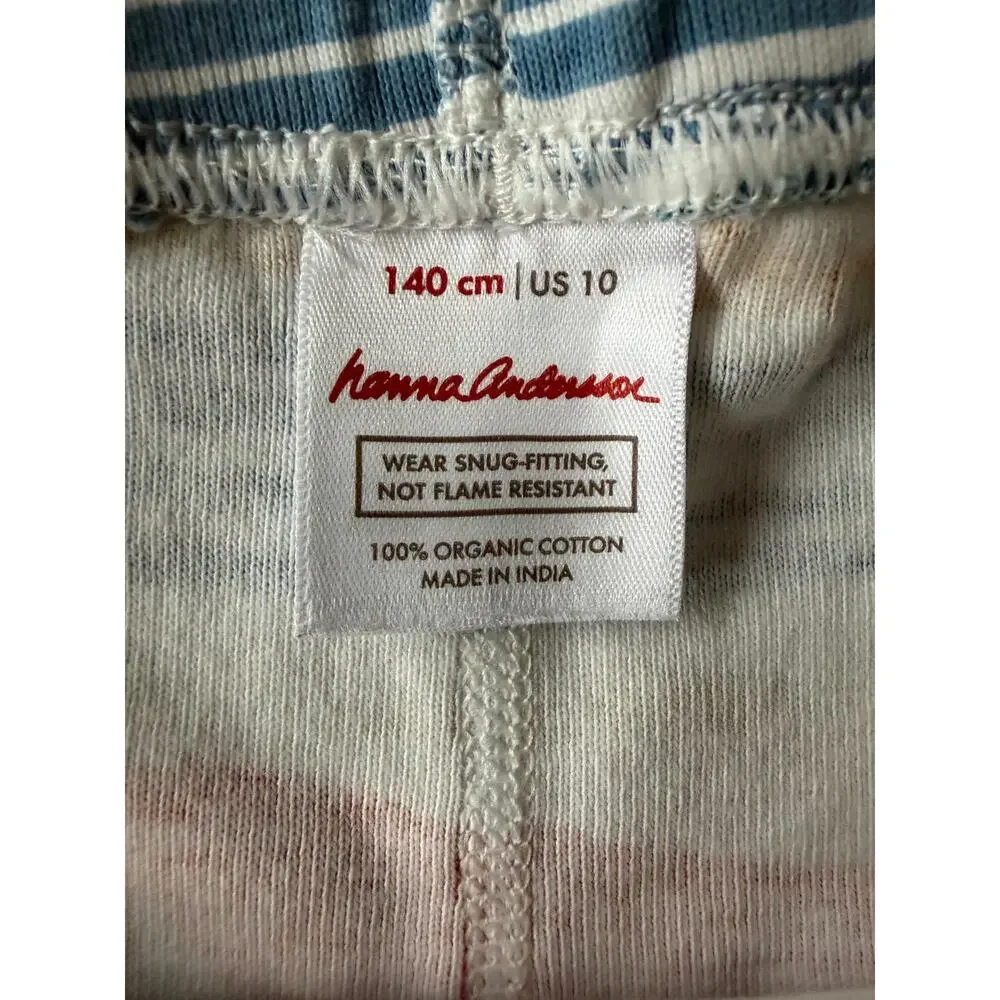 140 cm | US 10
hanna Andersson
WEAR SNUG-FITTING,
NOT FLAME RESISTANT
100% ORGANIC COTTON
MADE IN INDIA